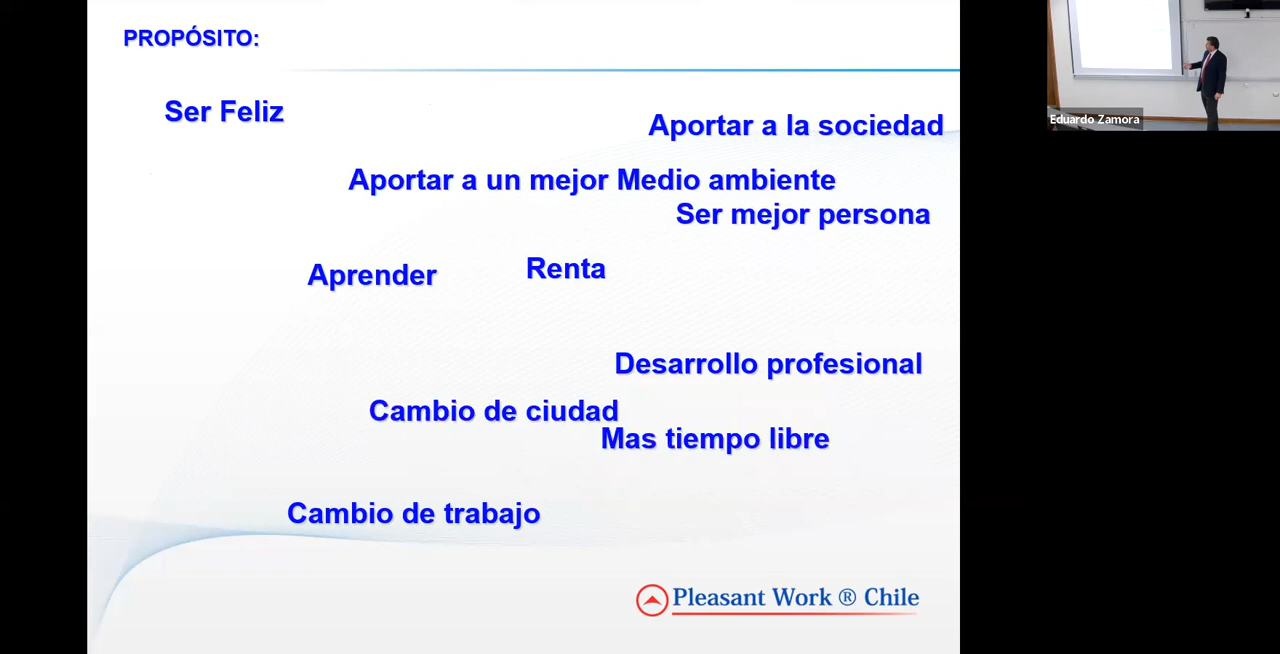 PROPÓSITO:
Ser Feliz
Aportar a la sociedad
Aportar a un mejor Medio ambiente
Ser mejor persona
Aprender
Renta
Desarrollo profesional
Cambio de ciudad
Mas tiempo libre
Cambio de trabajo
Pleasant Work ® Chile
Eduardo Zamora